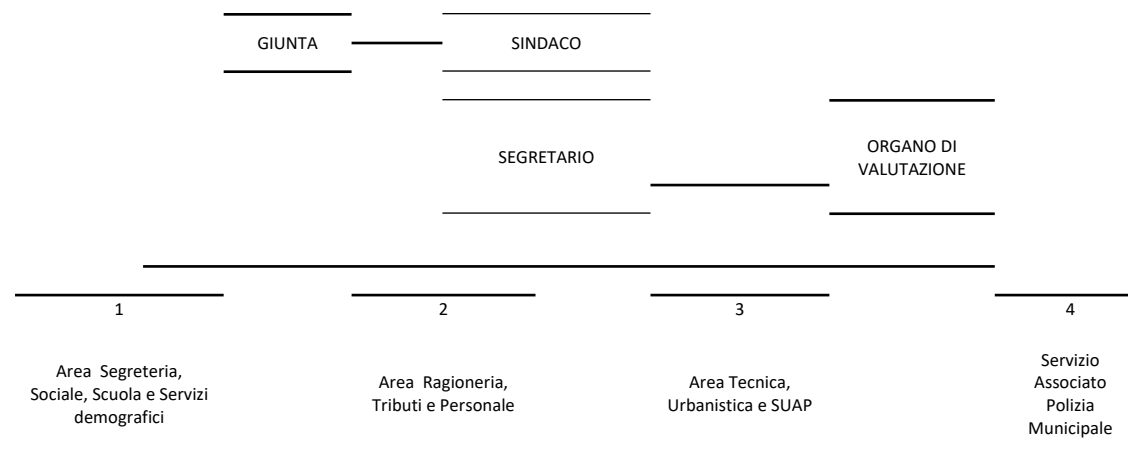 GIUNTA
SINDACO
SEGRETARIO
ORGANO DI
VALUTAZIONE
1
2
3
4
Area Segreteria,
Sociale, Scuola e Servizi
demografici
Area Ragioneria,
Tributi e Personale
Area Tecnica,
Urbanistica e SUAP
Servizio
Associato
Polizia
Municipale